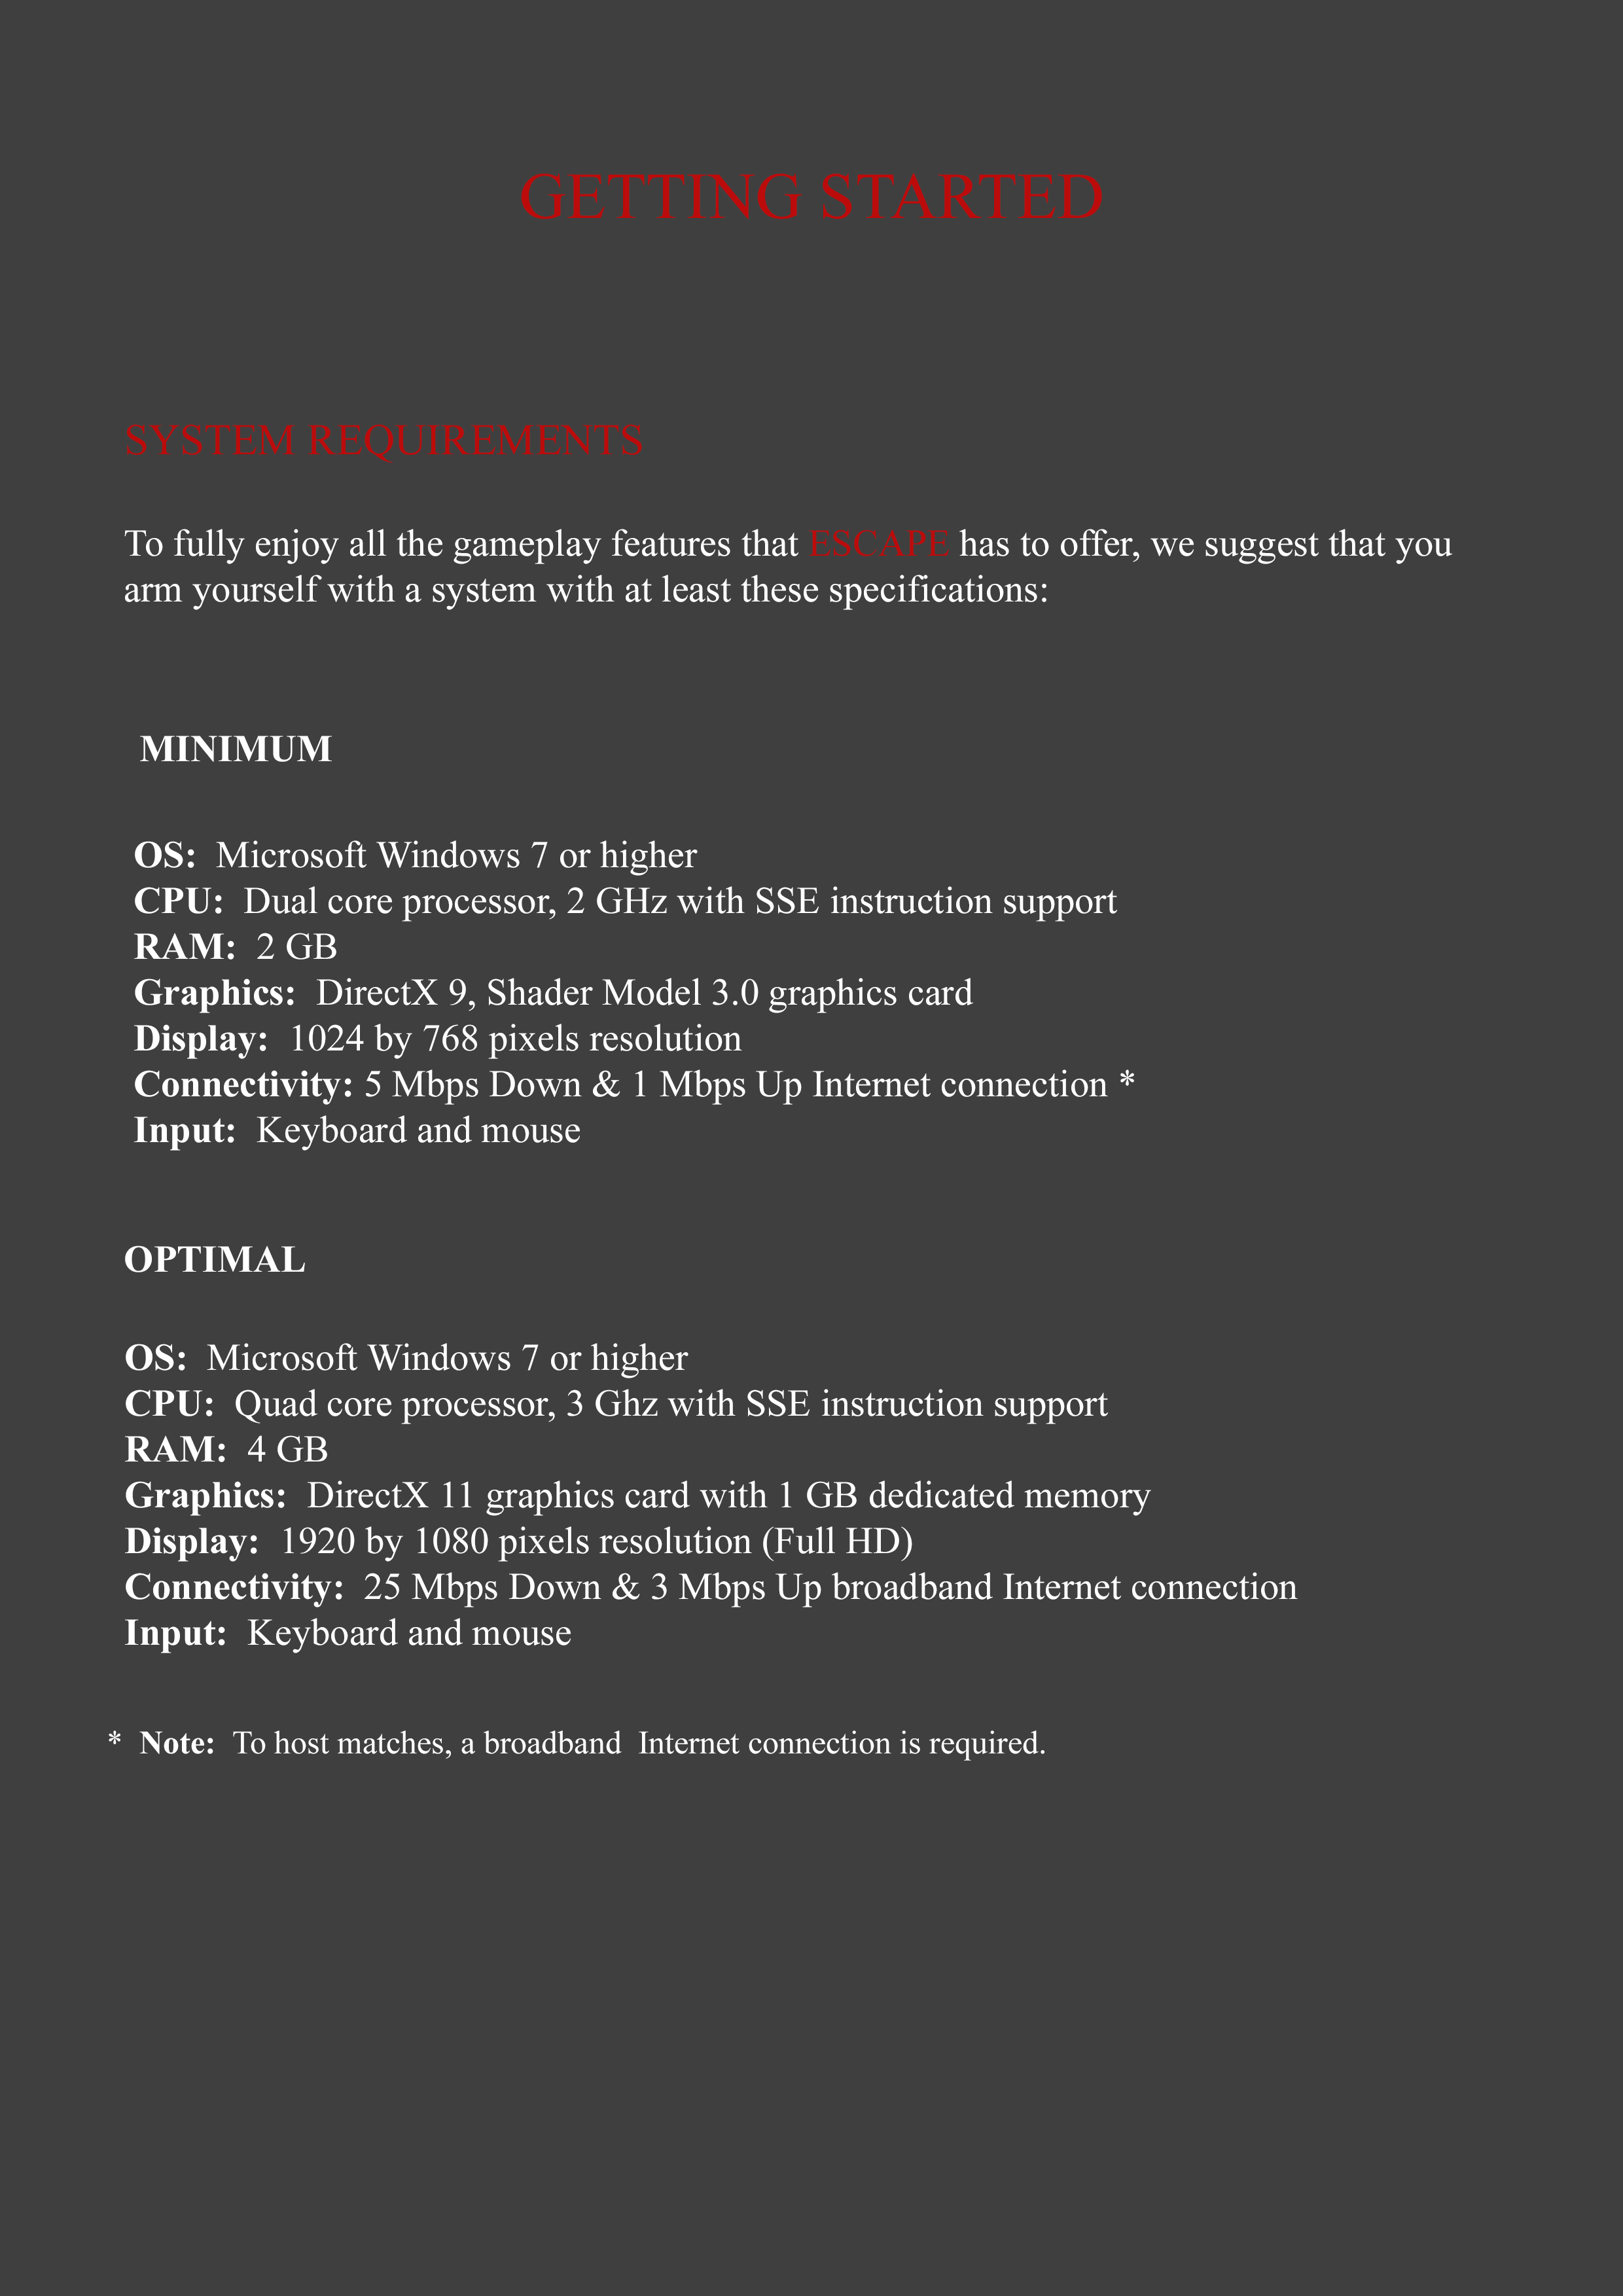 GETTING STARTED
SYSTEM REQUIREMENTS
To fully enjoy all the gameplay features that ESCAPE has to offer, we suggest that you
arm yourself with a system with at least these specifications:
MINIMUM
OS: Microsoft Windows 7 or higher
CPU: Dual core processor, 2 GHz with SSE instruction support
RAM: 2 GB
Graphics: DirectX 9, Shader Model 3.0 graphics card
Display: 1024 by 768 pixels resolution
Connectivity: 5 Mbps Down & 1 Mbps Up Internet connection *
Input: Keyboard and mouse
OPTIMAL
OS: Microsoft Windows 7 or higher
CPU: Quad core processor, 3 Ghz with SSE instruction support
RAM: 4 GB
Graphics: DirectX 11 graphics card with 1 GB dedicated memory
Display: 1920 by 1080 pixels resolution (Full HD)
Connectivity: 25 Mbps Down & 3 Mbps Up broadband Internet connection
Input: Keyboard and mouse
* Note: To host matches, a broadband Internet connection is required.